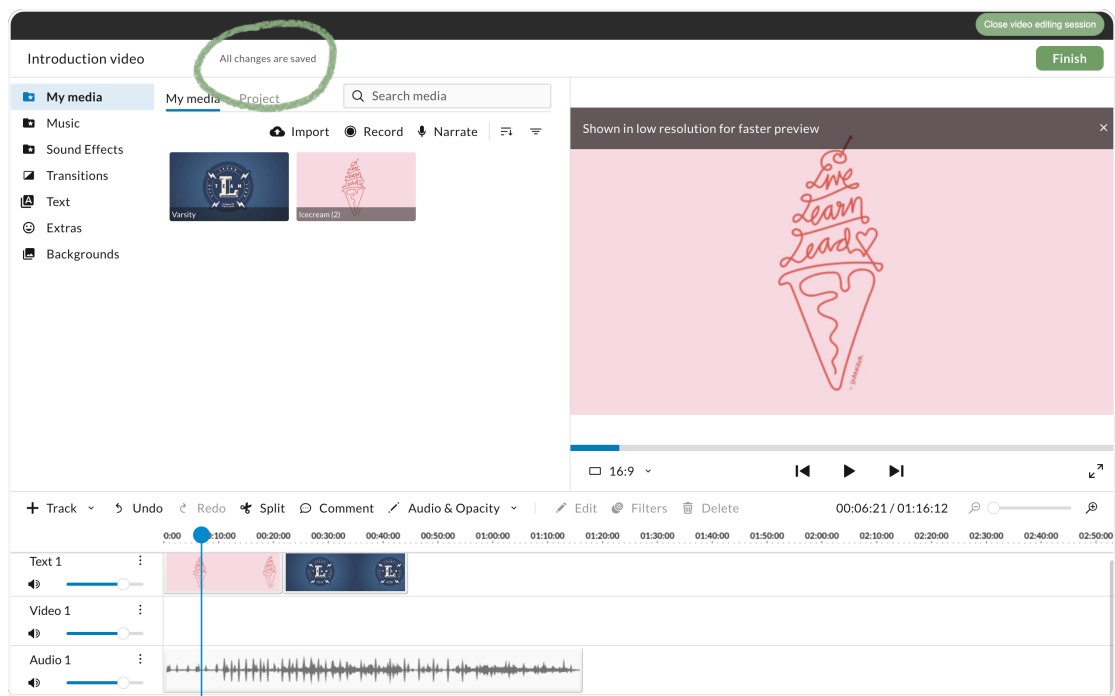 Close video editing session
Introduction video
All changes are saved
Finish
My media
Music
Sound Effects
Transitions
Text
Extras
Backgrounds
My media Project Search media
Import Record Narrate
Varsity
Icecream (2)
Shown in low resolution for faster preview
Live
Learn
Lead
16:9
Track Undo Redo Split Comment Audio & Opacity Edit Filters Delete 00:06:21 / 01:16:12
0:00 :10:00 00:20:00 00:30:00 00:40:00 00:50:00 01:00:00 01:10:00 01:20:00 01:30:00 01:40:00 01:50:00 02:00:00 02:10:00 02:20:00 02:30:00 02:40:00 02:50:00
Text 1
Video 1
Audio 1